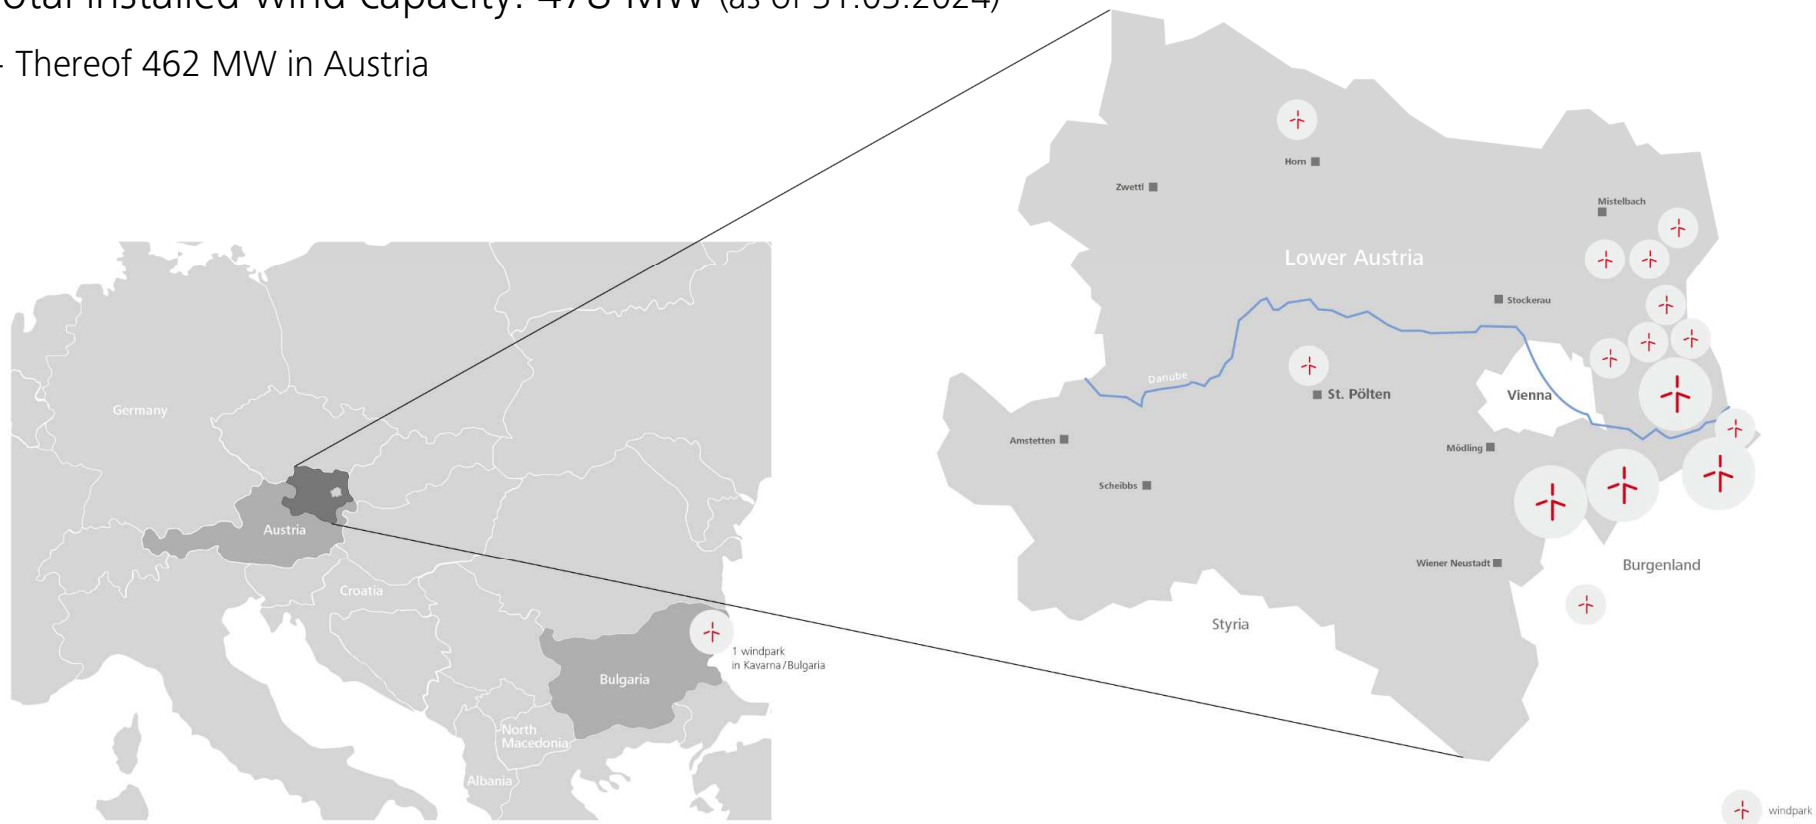 otal installed wind capacity: 478 MW (as of 31.03.2024)
- Thereof 462 MW in Austria
Horn
Zwettl
Mistelbach
Lower Austria
Stockerau
Danube
St. Pölten
Vienna
Germany
Amstetten
Mödling
Scheibbs
Austria
Wiener Neustadt
Burgenland
Croatia
Styria
1 windpark
in Kavarna/Bulgaria
Bulgaria
North
Macedonia
Albania
windpark